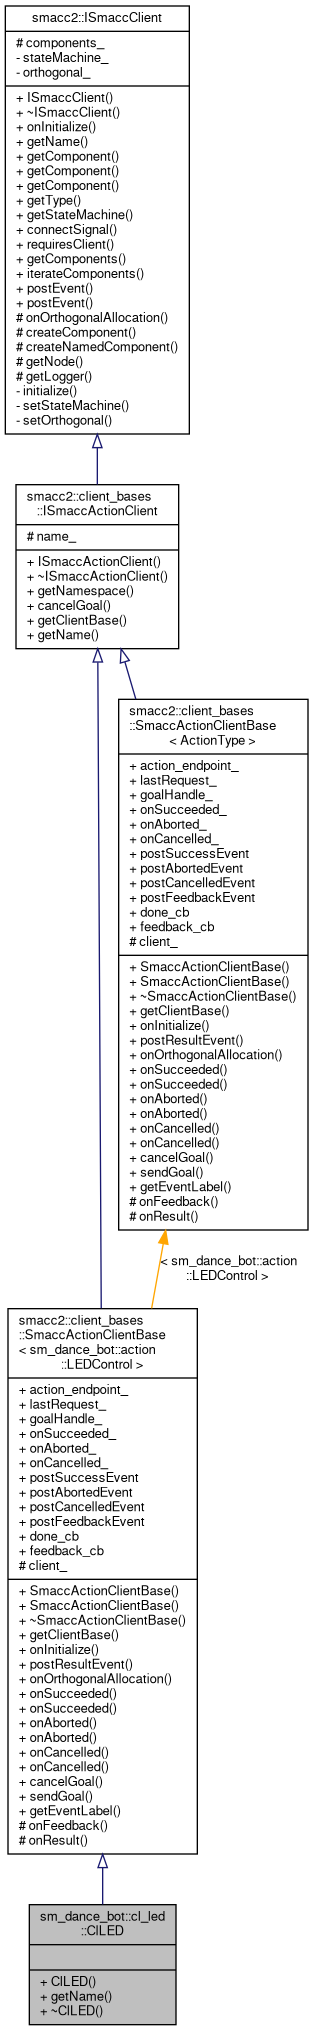 smacc2::ISmaccClient
# components_
- stateMachine_
- orthogonal_
+ ISmaccClient()
+ ~ISmaccClient()
+ onInitialize()
+ getName()
+ getComponent()
+ getComponent()
+ getComponent()
+ getType()
+ getStateMachine()
+ connectSignal()
+ requiresClient()
+ getComponents()
+ iterateComponents()
+ postEvent()
+ postEvent()
# onOrthogonalAllocation()
# createComponent()
# createNamedComponent()
# getNode()
# getLogger()
- initialize()
- setStateMachine()
- setOrthogonal()
smacc2::client_bases
::ISmaccActionClient
# name_
+ ISmaccActionClient()
+ ~ISmaccActionClient()
+ getNamespace()
+ cancelGoal()
+ getClientBase()
+ getName()
smacc2::client_bases
::SmaccActionClientBase
< ActionType >
+ action_endpoint_
+ lastRequest_
+ goalHandle_
+ onSucceeded_
+ onAborted_
+ onCancelled_
+ postSuccessEvent
+ postAbortedEvent
+ postCancelledEvent
+ postFeedbackEvent
+ done_cb
+ feedback_cb
# client_
+ SmaccActionClientBase()
+ SmaccActionClientBase()
+ ~SmaccActionClientBase()
+ getClientBase()
+ onInitialize()
+ postResultEvent()
+ onOrthogonalAllocation()
+ onSucceeded()
+ onSucceeded()
+ onAborted()
+ onAborted()
+ onCancelled()
+ onCancelled()
+ cancelGoal()
+ sendGoal()
+ getEventLabel()
# onFeedback()
# onResult()
< sm_dance_bot::action
::LEDControl >
smacc2::client_bases
::SmaccActionClientBase
< sm_dance_bot::action
::LEDControl >
+ action_endpoint_
+ lastRequest_
+ goalHandle_
+ onSucceeded_
+ onAborted_
+ onCancelled_
+ postSuccessEvent
+ postAbortedEvent
+ postCancelledEvent
+ postFeedbackEvent
+ done_cb
+ feedback_cb
# client_
+ SmaccActionClientBase()
+ SmaccActionClientBase()
+ ~SmaccActionClientBase()
+ getClientBase()
+ onInitialize()
+ postResultEvent()
+ onOrthogonalAllocation()
+ onSucceeded()
+ onSucceeded()
+ onAborted()
+ onAborted()
+ onCancelled()
+ onCancelled()
+ cancelGoal()
+ sendGoal()
+ getEventLabel()
# onFeedback()
# onResult()
sm_dance_bot::cl_led
::ClLED
+ ClLED()
+ getName()
+ ~ClLED()